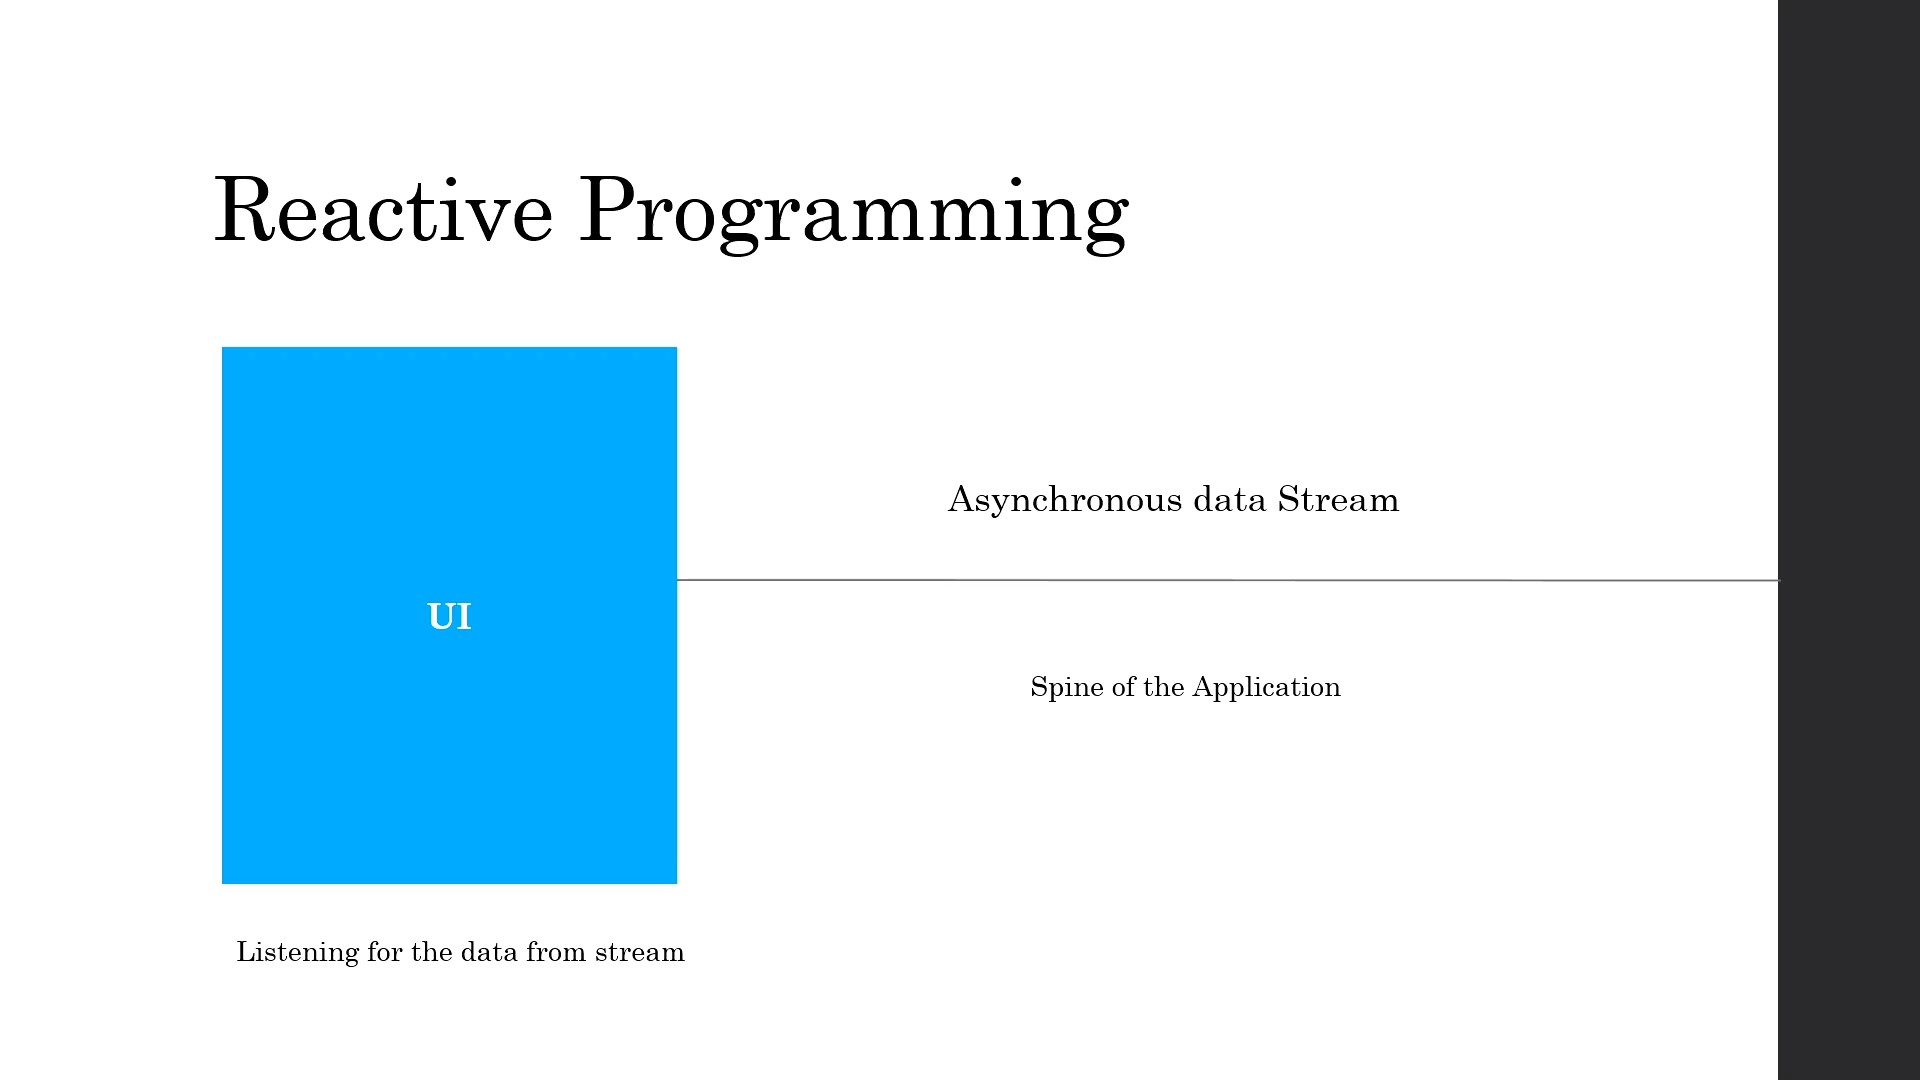 Reactive Programming
Asynchronous data Stream
UI
Spine of the Application
Listening for the data from stream